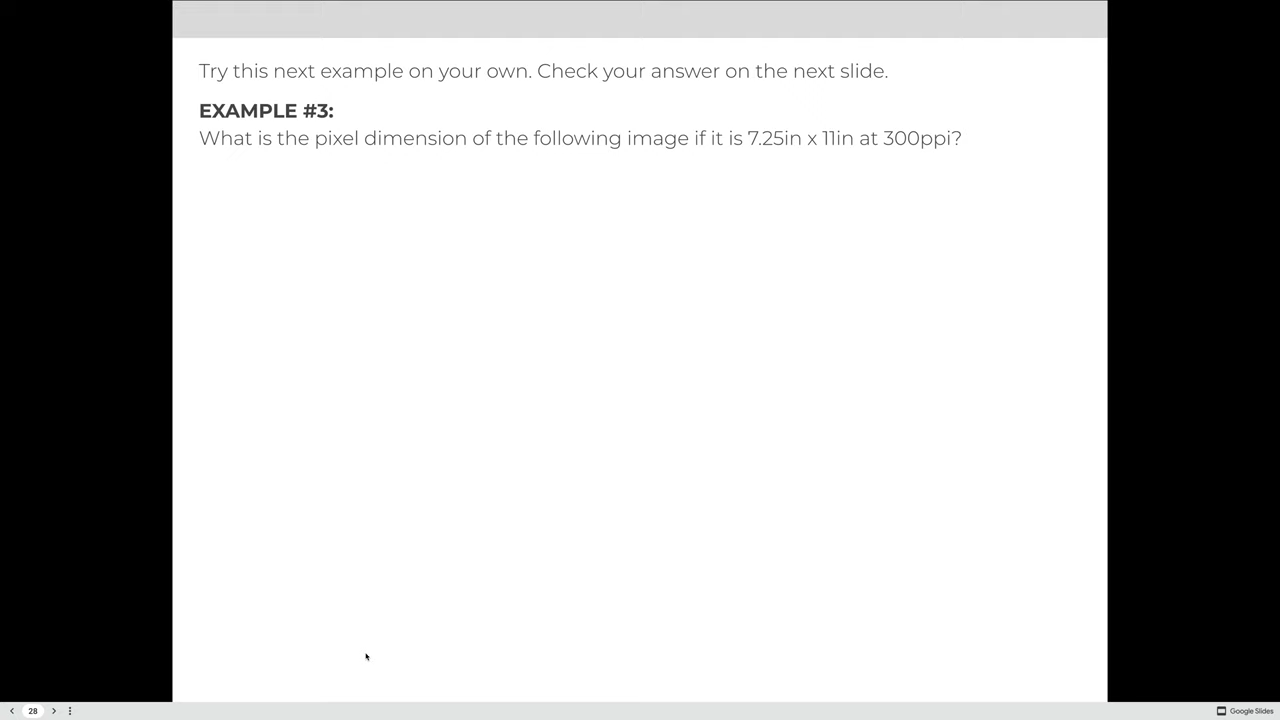 Try this next example on your own. Check your answer on the next slide.
EXAMPLE #3:
What is the pixel dimension of the following image if it is 7.25in x 11in at 300ppi?
28
Google Slides